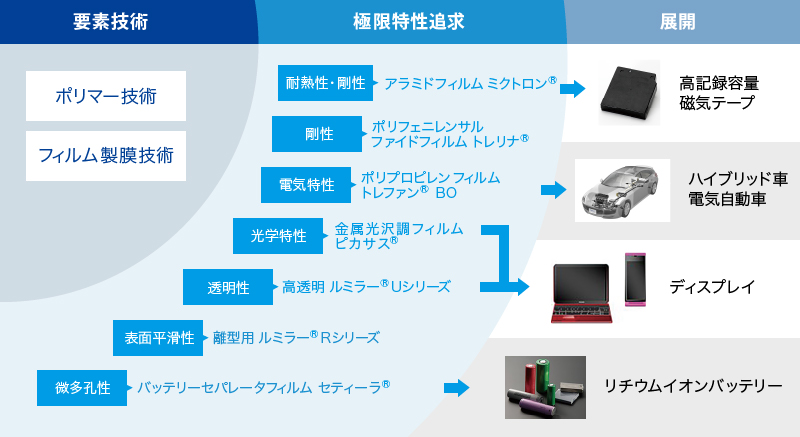 要素技術
極限特性追求
展開
ポリマー技術
フィルム製膜技術
耐熱性・剛性
アラミドフィルム ミクトロン®
高記録容量
磁気テープ
剛性
ポリフェニレンサル
ファイドフィルム トレリナ®
電気特性
ポリプロピレン フィルム
トレファン® BO
ハイブリッド車
電気自動車
光学特性
金属光沢調フィルム
ピカサス®
透明性
高透明 ルミラー®Uシリーズ
ディスプレイ
表面平滑性
離型用 ルミラー®Rシリーズ
微多孔性
バッテリーセパレータフィルム セティーラ®
リチウムイオンバッテリー